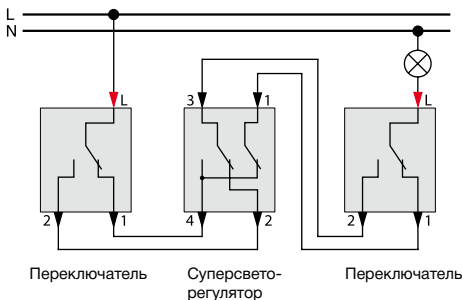 L
N
L
3
1
L
2
1
4
2
2
1
Переключатель
Суперсвето-
регулятор
Переключатель